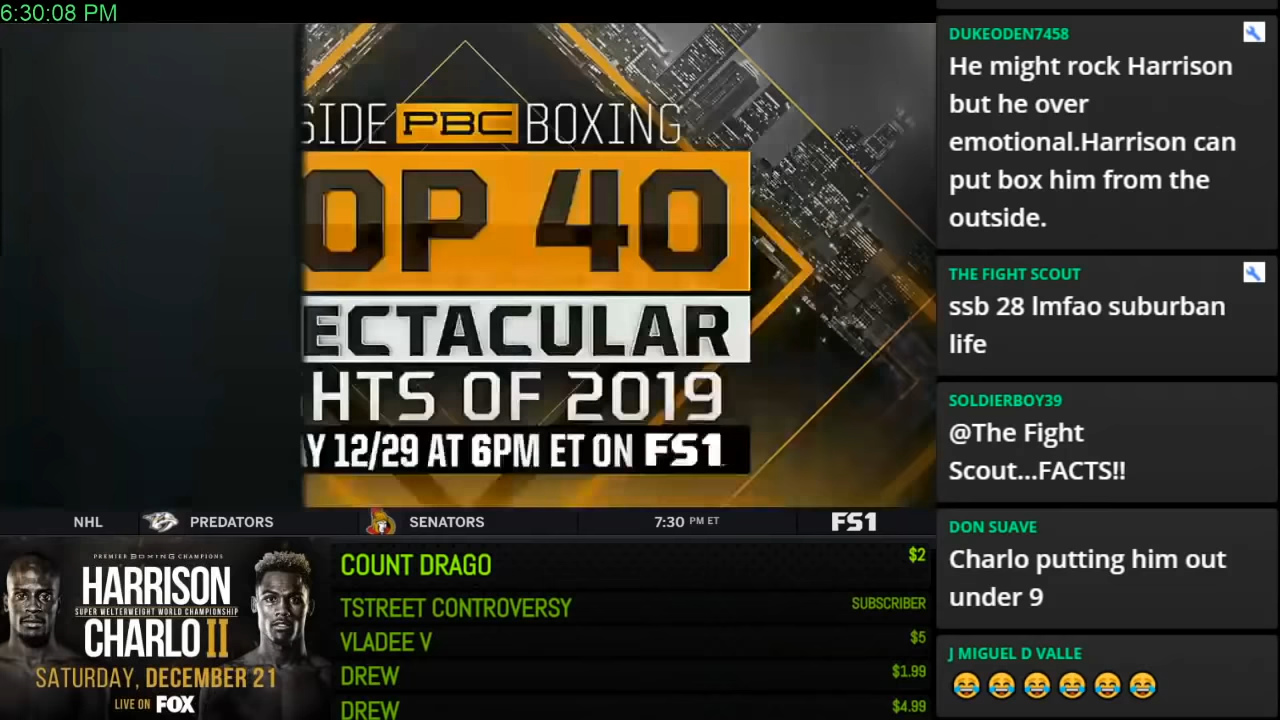 6:30:08 PM
SIDE PBC BOXING
OP 40
ECTACULAR
HTS OF 2019
AY 12/29 AT 6PM ET ON FS1
NHL PREDATORS SENATORS 7:30 PM ET FS1
PREMIER BOXING CHAMPIONS
HARRISON
SUPER WELTERWEIGHT WORLD CHAMPIONSHIP
CHARLO II
SATURDAY, DECEMBER 21
LIVE ON FOX
COUNT DRAGO $2
TSTREET CONTROVERSY SUBSCRIBER
VLADEE V $5
DREW $1.99
DREW $4.99
DUKEODEN7458
He might rock Harrison
but he over
emotional.Harrison can
put box him from the
outside.
THE FIGHT SCOUT
ssb 28 lmfao suburban
life
SOLDIERBOY39
@The Fight
Scout...FACTS!!
DON SUAVE
Charlo putting him out
under 9
J MIGUEL D VALLE
😂😂😂😂😂😂